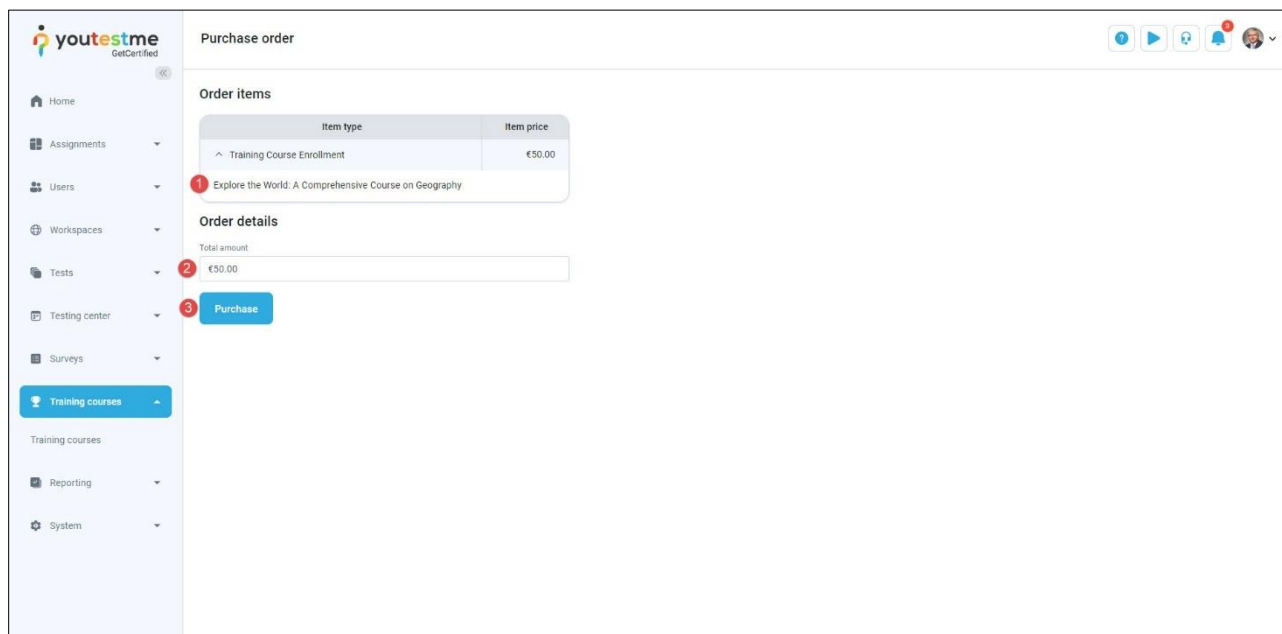 youtestme
GetCertified
Purchase order
?
3
Home
Assignments
Users
Workspaces
Tests
Testing center
Surveys
Training courses
Training courses
Reporting
System
Order items
Item type Item price
Training Course Enrollment €50.00
1 Explore the World: A Comprehensive Course on Geography
Order details
Total amount
2 €50.00
3 Purchase